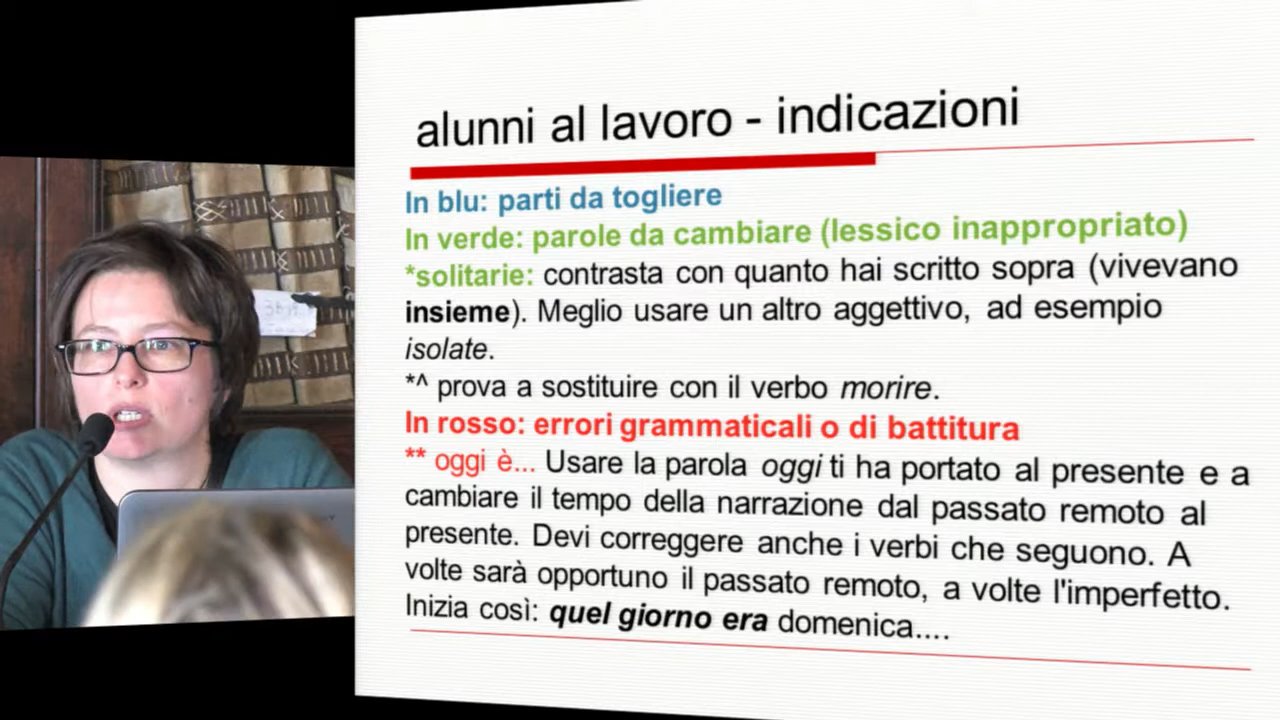 alunni al lavoro - indicazioni
In blu: parti da togliere
In verde: parole da cambiare (lessico inappropriato)
*solitarie: contrasta con quanto hai scritto sopra (vivevano
insieme). Meglio usare un altro aggettivo, ad esempio
isolate.
*^ prova a sostituire con il verbo morire.
In rosso: errori grammaticali o di battitura
** oggi è... Usare la parola oggi ti ha portato al presente e a
cambiare il tempo della narrazione dal passato remoto al
presente. Devi correggere anche i verbi che seguono. A
volte sarà opportuno il passato remoto, a volte l'imperfetto.
Inizia così: quel giorno era domenica....